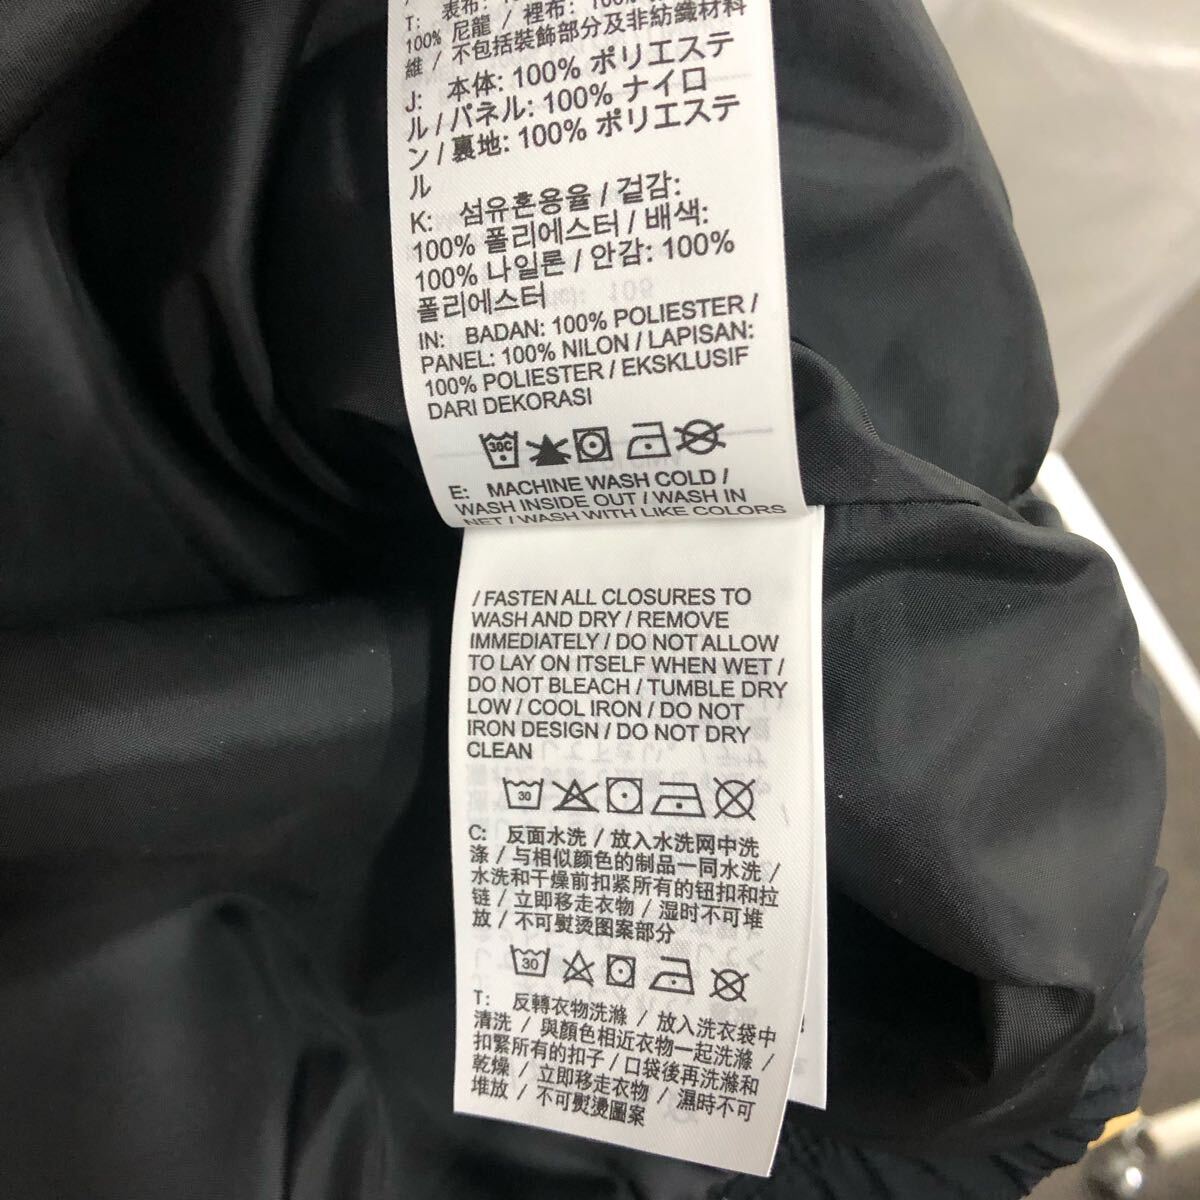 100% 尼龍 / 裡布: 100%
維 / 不包括裝飾部分及非紡織材料
J: 本体: 100% ポリエステ
ル / パネル: 100% ナイロ
ン / 裏地: 100% ポリエステ
ル
K: 섬유혼용율 / 겉감:
100% 폴리에스터 / 배색:
100% 나일론 / 안감: 100%
폴리에스터
IN: BADAN: 100% POLIESTER /
PANEL: 100% NILON / LAPISAN:
100% POLIESTER / EKSKLUSIF
DARI DEKORASI
30C
E: MACHINE WASH COLD /
WASH INSIDE OUT / WASH IN
NET / WASH WITH LIKE COLORS
/ FASTEN ALL CLOSURES TO
WASH AND DRY / REMOVE
IMMEDIATELY / DO NOT ALLOW
TO LAY ON ITSELF WHEN WET /
DO NOT BLEACH / TUMBLE DRY
LOW / COOL IRON / DO NOT
IRON DESIGN / DO NOT DRY
CLEAN
30
C: 反面水洗 / 放入水洗网中洗
涤 / 与相似颜色的制品一同水洗 /
水洗和干燥前扣紧所有的钮扣和拉
链 / 立即移走衣物 / 湿时不可堆
放 / 不可熨烫图案部分
30
T: 反轉衣物洗滌 / 放入洗衣袋中
清洗 / 與顏色相近衣物一起洗滌 /
扣緊所有的扣子 / 口袋後再洗滌和
乾燥 / 立即移走衣物 / 濕時不可
堆放 / 不可熨燙圖案